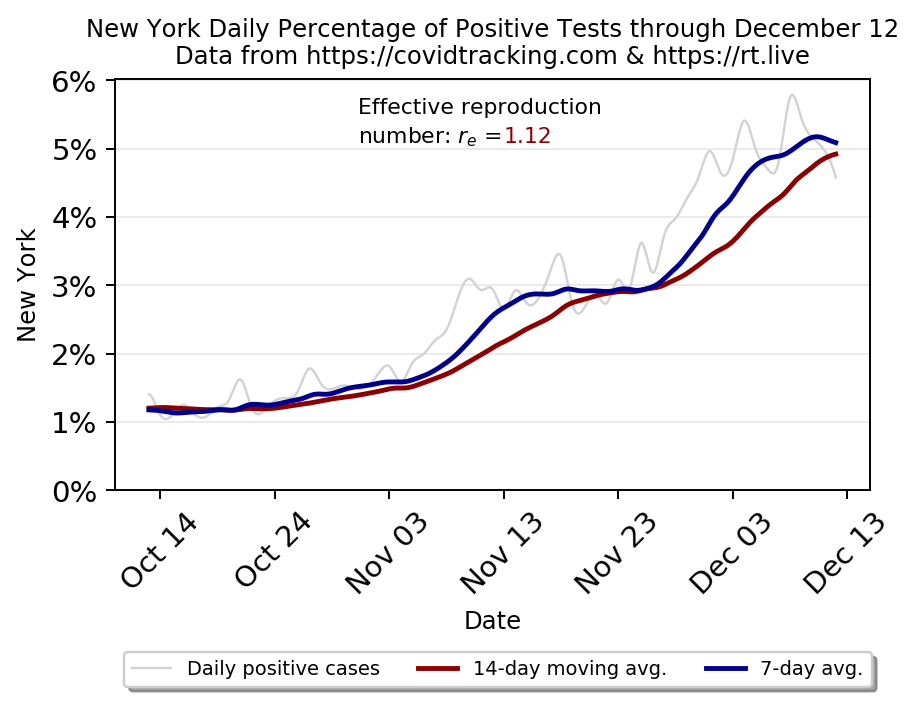 New York Daily Percentage of Positive Tests through December 12
Data from https://covidtracking.com & https://rt.live
Effective reproduction
number: rₑ =1.12
6%
5%
4%
3%
2%
1%
0%
New York
Oct 14
Oct 24
Nov 03
Nov 13
Nov 23
Dec 03
Dec 13
Date
Daily positive cases
14-day moving avg.
7-day avg.